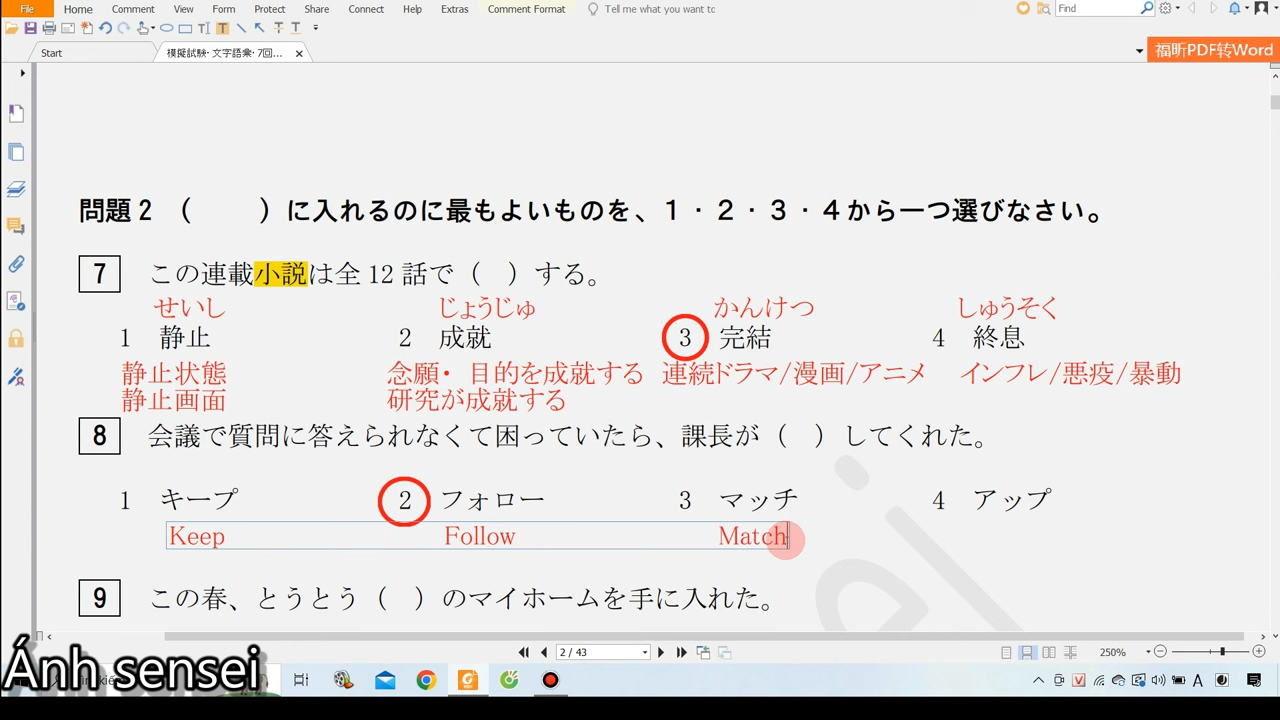 File Home Comment View Form Protect Share Connect Help Extras Comment Format Tell me what you want to Find
Start 模擬試験・文字語彙・7回... 福昕PDF转Word
問題2 （ ）に入れるのに最もよいものを、1・2・3・4から一つ選びなさい。
7 この連載小説は全12話で（ ）する。
せいし じょうじゅ かんけつ しゅうそく
1 静止 2 成就 3 完結 4 終息
静止状態 念願・ 目的を成就する 連続ドラマ/漫画/アニメ インフレ/悪疫/暴動
静止画面 研究が成就する
8 会議で質問に答えられなくて困っていたら、課長が（ ）してくれた。
1 キープ 2 フォロー 3 マッチ 4 アップ
Keep Follow Match
9 この春、とうとう（ ）のマイホームを手に入れた。
2 / 43 250%
Ánh sensei